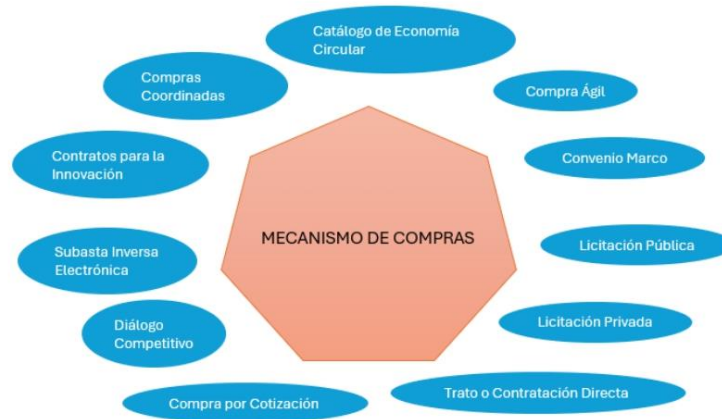 Catálogo de Economía
Circular
Compras
Coordinadas
Compra Ágil
Contratos para la
Innovación
Convenio Marco
MECANISMO DE COMPRAS
Subasta Inversa
Electrónica
Licitación Pública
Diálogo
Competitivo
Licitación Privada
Compra por Cotización
Trato o Contratación Directa